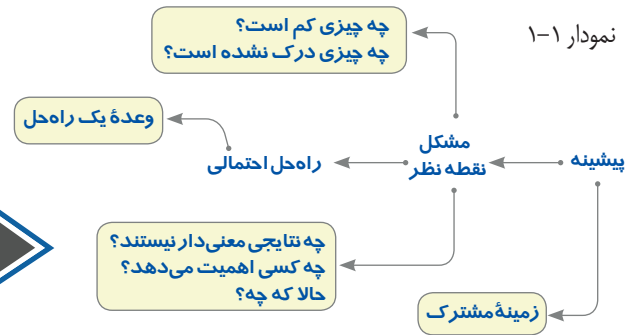 نمودار ۱-۱
چه چیزی کم است؟
چه چیزی درک نشده است؟
وعدهٔ یک راه‌حل
پیشینه
مشکل
نقطه نظر
راه‌حل احتمالی
چه نتایجی معنی‌دار نیستند؟
چه کسی اهمیت می‌دهد؟
حالا که چه؟
زمینهٔ مشترک